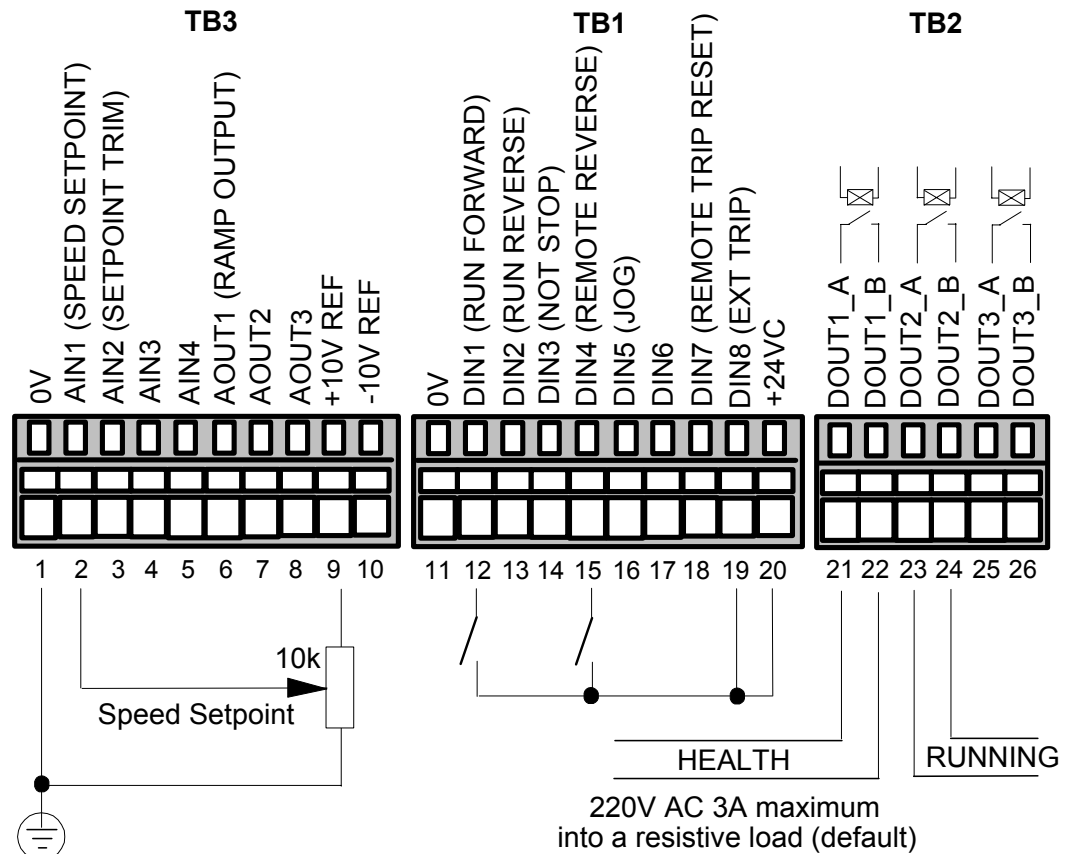 TB3
TB1
TB2
0V
AIN1 (SPEED SETPOINT)
AIN2 (SETPOINT TRIM)
AIN3
AIN4
AOUT1 (RAMP OUTPUT)
AOUT2
AOUT3
+10V REF
-10V REF
0V
DIN1 (RUN FORWARD)
DIN2 (RUN REVERSE)
DIN3 (NOT STOP)
DIN4 (REMOTE REVERSE)
DIN5 (JOG)
DIN6
DIN7 (REMOTE TRIP RESET)
DIN8 (EXT TRIP)
+24VC
DOUT1_A
DOUT1_B
DOUT2_A
DOUT2_B
DOUT3_A
DOUT3_B
1 2 3 4 5 6 7 8 9 10
11 12 13 14 15 16 17 18 19 20
21 22 23 24 25 26
10k
Speed Setpoint
HEALTH
RUNNING
220V AC 3A maximum
into a resistive load (default)